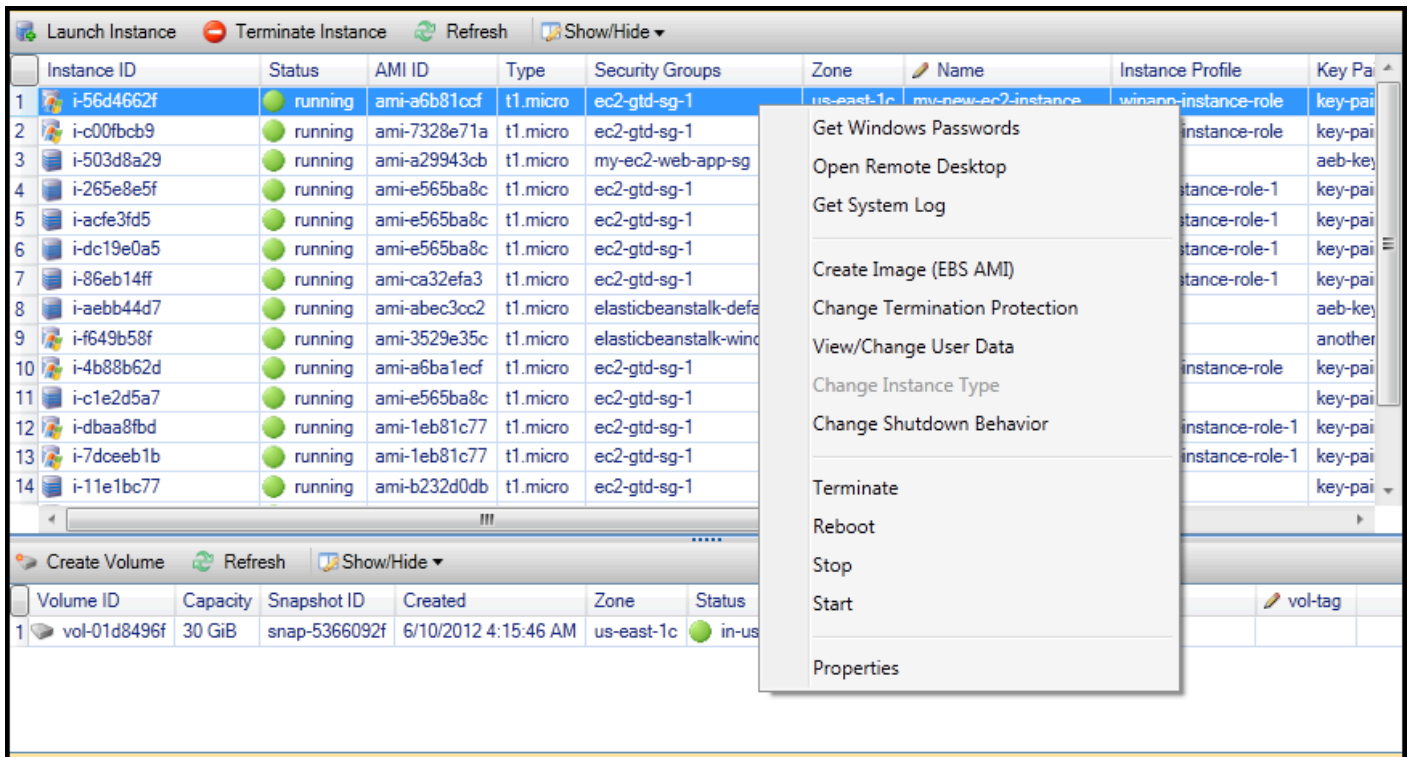 Launch Instance Terminate Instance Refresh Show/Hide
Instance ID Status AMI ID Type Security Groups Zone Name Instance Profile Key Pai
1 i-56d4662f running ami-a6b81ccf t1.micro ec2-gtd-sg-1 us-east-1c my-new-ec2-instance winapp-instance-role key-pai
2 i-c00fbcb9 running ami-7328e71a t1.micro ec2-gtd-sg-1 instance-role key-pai
3 i-503d8a29 running ami-a29943cb t1.micro my-ec2-web-app-sg aeb-key
4 i-265e8e5f running ami-e565ba8c t1.micro ec2-gtd-sg-1 stance-role-1 key-pai
5 i-acfe3fd5 running ami-e565ba8c t1.micro ec2-gtd-sg-1 stance-role-1 key-pai
6 i-dc19e0a5 running ami-e565ba8c t1.micro ec2-gtd-sg-1 stance-role-1 key-pai
7 i-86eb14ff running ami-ca32efa3 t1.micro ec2-gtd-sg-1 stance-role-1 key-pai
8 i-aebb44d7 running ami-abec3cc2 t1.micro elasticbeanstalk-defa aeb-key
9 i-f649b58f running ami-3529e35c t1.micro elasticbeanstalk-wind another
10 i-4b88b62d running ami-a6ba1ecf t1.micro ec2-gtd-sg-1 instance-role key-pai
11 i-c1e2d5a7 running ami-e565ba8c t1.micro ec2-gtd-sg-1 key-pai
12 i-dbaa8fbd running ami-1eb81c77 t1.micro ec2-gtd-sg-1 instance-role-1 key-pai
13 i-7dceeb1b running ami-1eb81c77 t1.micro ec2-gtd-sg-1 instance-role-1 key-pai
14 i-11e1bc77 running ami-b232d0db t1.micro ec2-gtd-sg-1 key-pai
Get Windows Passwords
Open Remote Desktop
Get System Log
Create Image (EBS AMI)
Change Termination Protection
View/Change User Data
Change Instance Type
Change Shutdown Behavior
Terminate
Reboot
Stop
Start
Properties
Create Volume Refresh Show/Hide
Volume ID Capacity Snapshot ID Created Zone Status vol-tag
1 vol-01d8496f 30 GiB snap-5366092f 6/10/2012 4:15:46 AM us-east-1c in-us